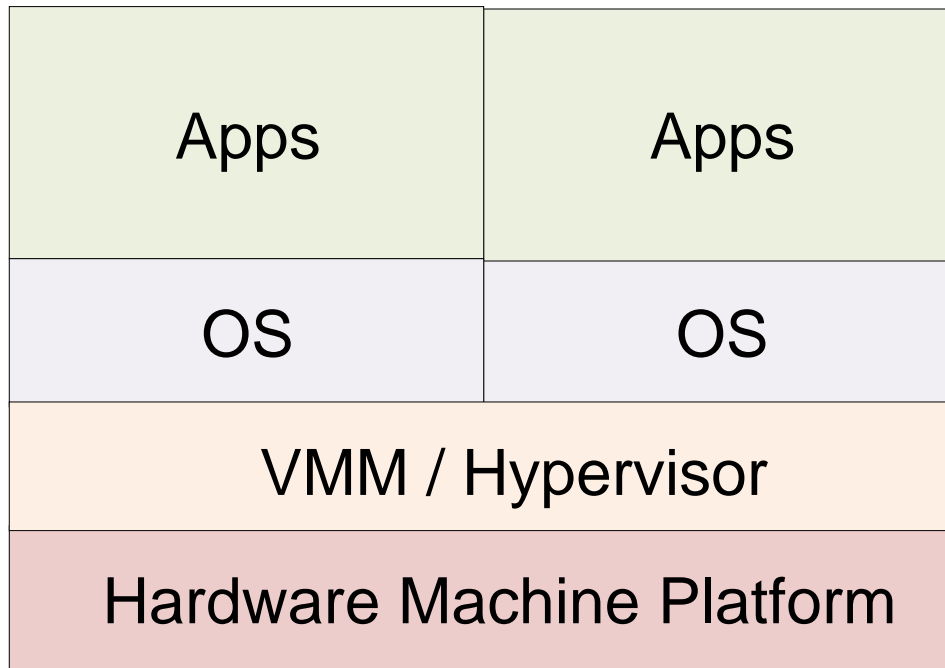 Apps
Apps
OS
OS
VMM / Hypervisor
Hardware Machine Platform